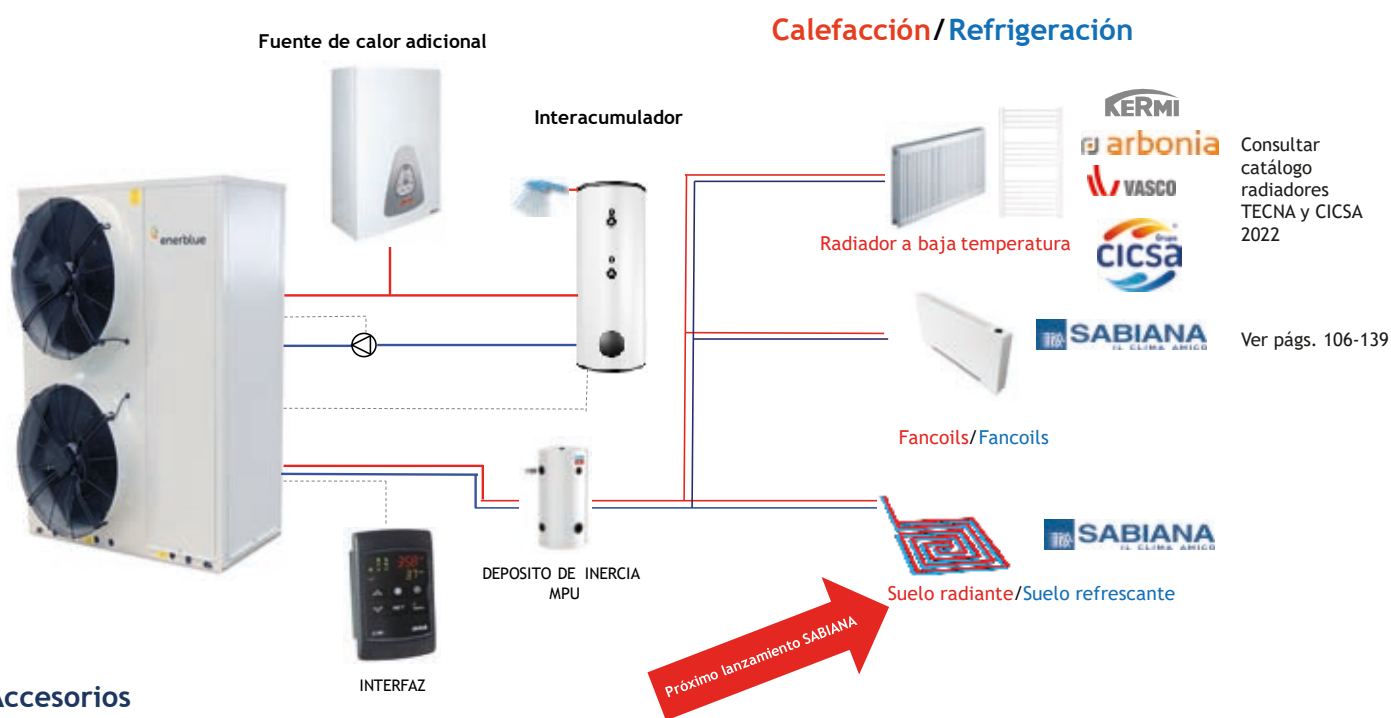 Calefacción/Refrigeración
Fuente de calor adicional
Interacumulador
enerblue
KERMI
arbonia
VASCO
Grupo
CICSA
Consultar
catálogo
radiadores
TECNA y CICSA
2022
Radiador a baja temperatura
SABIANA
IL CLIMA AMICO
Ver págs. 106-139
Fancoils/Fancoils
DEPOSITO DE INERCIA
MPU
SABIANA
IL CLIMA AMICO
Suelo radiante/Suelo refrescante
Próximo lanzamiento SABIANA
INTERFAZ
Accesorios